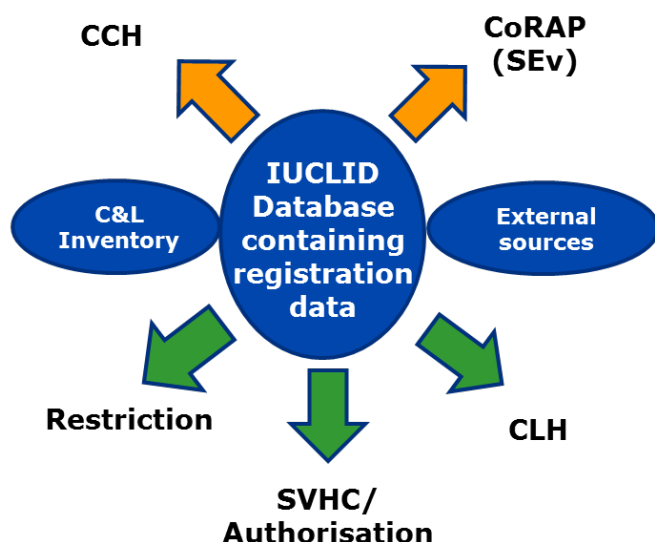 CCH
CoRAP
(SEv)
IUCLID
Database
containing
registration
data
C&L
Inventory
External
sources
Restriction
CLH
SVHC/
Authorisation